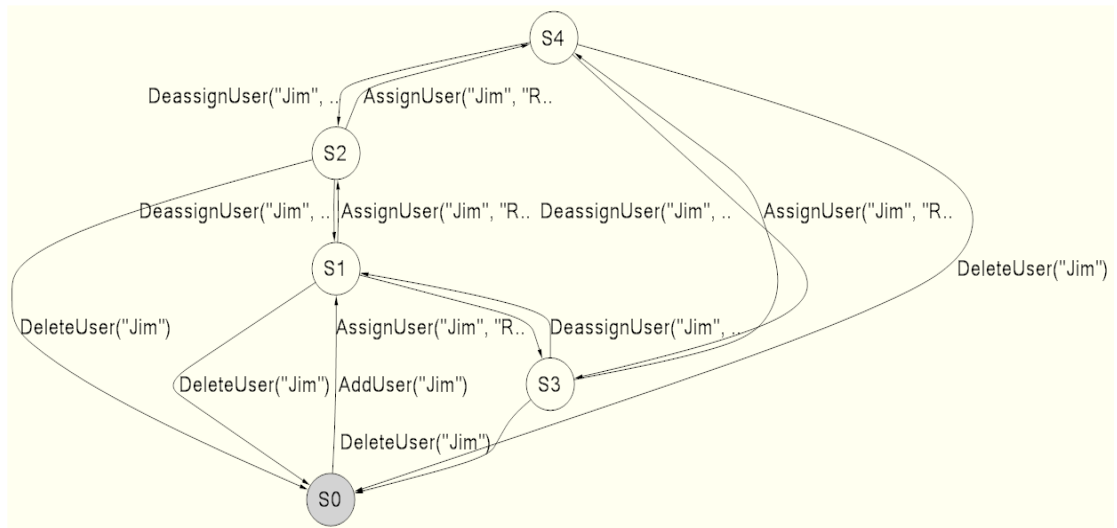 S4
DeassignUser("Jim", ..
AssignUser("Jim", "R..
S2
DeassignUser("Jim", ..
AssignUser("Jim", "R..
DeassignUser("Jim", ..
AssignUser("Jim", "R..
S1
DeleteUser("Jim")
DeleteUser("Jim")
AssignUser("Jim", "R..
DeassignUser("Jim", ..
S3
DeleteUser("Jim")
AddUser("Jim")
DeleteUser("Jim")
S0